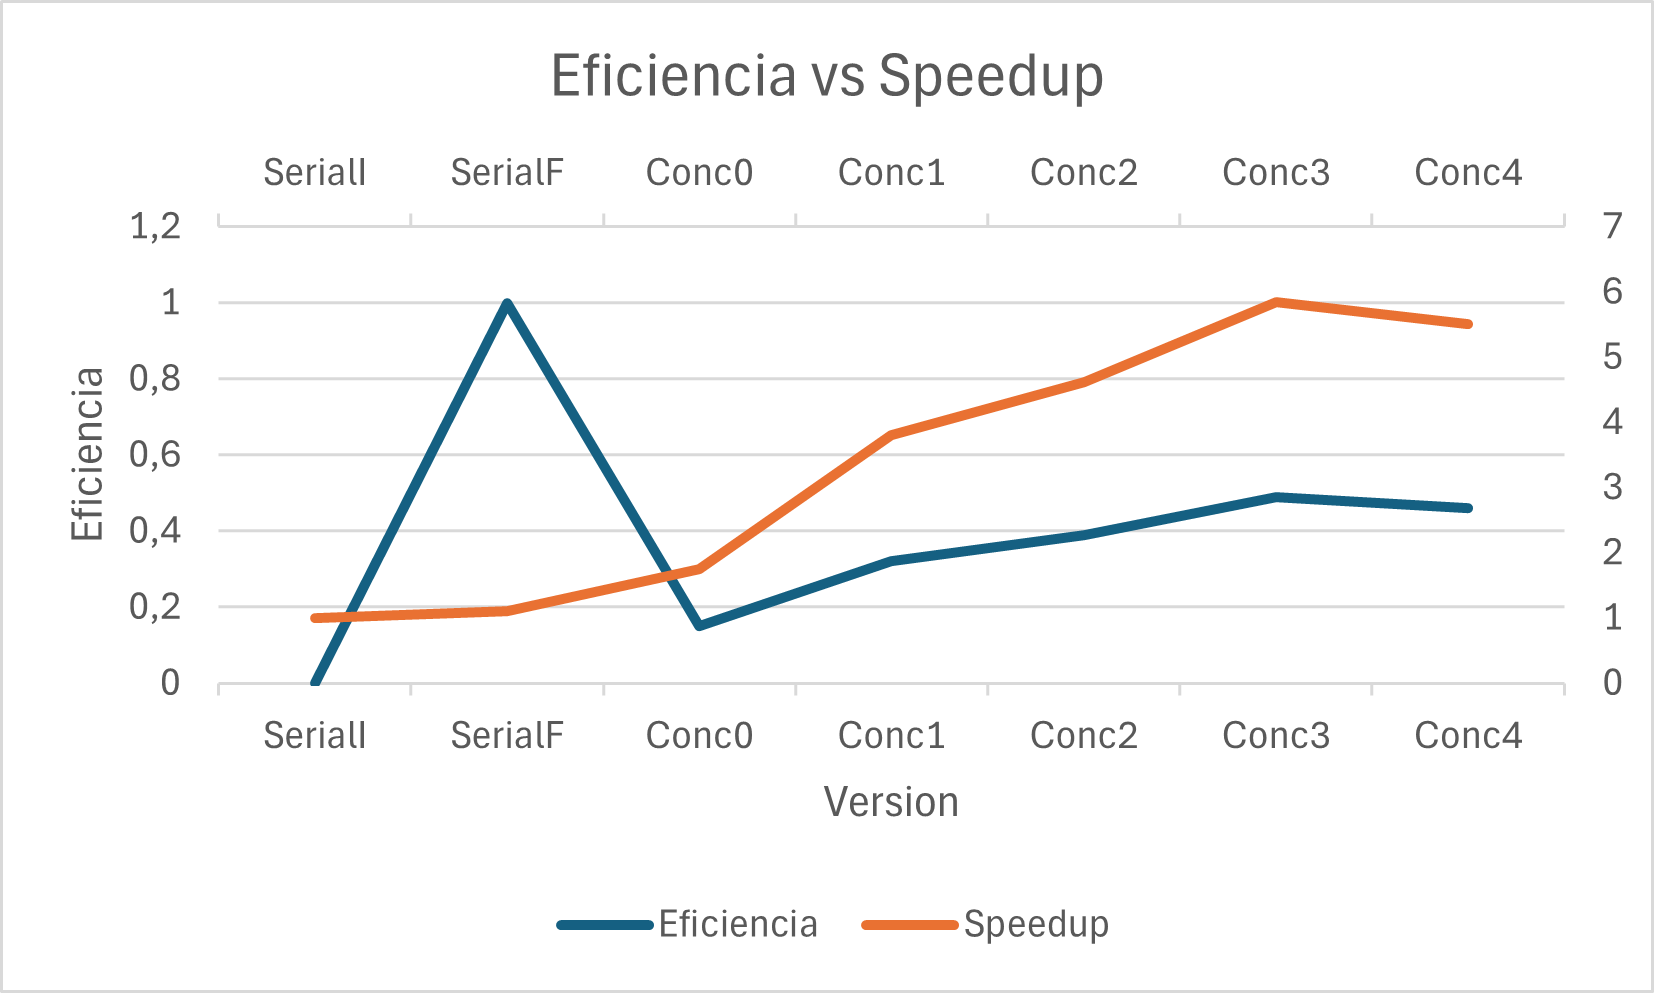 Eficiencia vs Speedup
SerialI SerialF Conc0 Conc1 Conc2 Conc3 Conc4
1,2 7
1 6
0,8 5
0,6 4
0,4 3
0,2 2
0 1
0
Eficiencia
SerialI SerialF Conc0 Conc1 Conc2 Conc3 Conc4
Version
Eficiencia Speedup